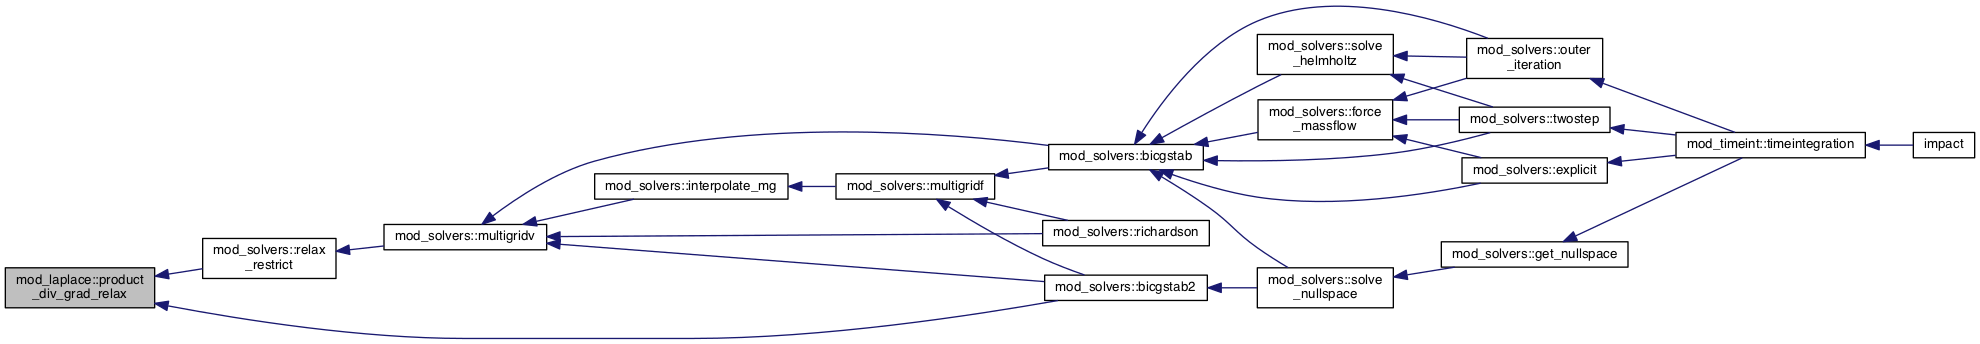 mod_laplace::product
_div_grad_relax
mod_solvers::relax
_restrict
mod_solvers::multigridv
mod_solvers::interpolate_mg
mod_solvers::multigridf
mod_solvers::bicgstab
mod_solvers::richardson
mod_solvers::bicgstab2
mod_solvers::solve
_helmholtz
mod_solvers::force
_massflow
mod_solvers::solve
_nullspace
mod_solvers::outer
_iteration
mod_solvers::twostep
mod_solvers::explicit
mod_solvers::get_nullspace
mod_timeint::timeintegration
impact